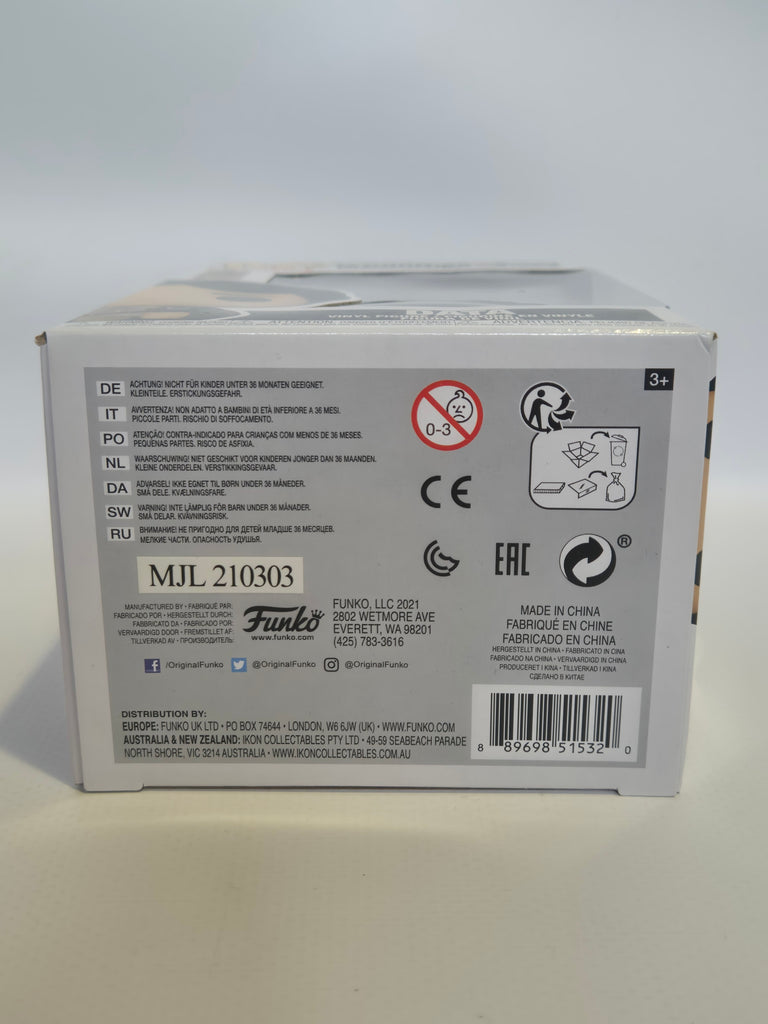 DATA
DE ACHTUNG! NICHT FÜR KINDER UNTER 36 MONATEN GEEIGNET.
KLEINTEILE. ERSTICKUNGSGEFAHR.
IT AVVERTENZA! NON ADATTO A BAMBINI DI ETÀ INFERIORE A 36 MESI.
PICCOLE PARTI. RISCHIO DI SOFFOCAMENTO.
PO ATENÇÃO! CONTRA-INDICADO PARA CRIANÇAS COM MENOS DE 36 MESES.
PEQUENAS PARTES. RISCO DE ASFIXIA.
NL WAARSCHUWING! NIET GESCHIKT VOOR KINDEREN JONGER DAN 36 MAANDEN.
KLEINE ONDERDELEN. VERSTIKKINGSGEVAAR.
DA ADVARSEL! IKKE EGNET TIL BØRN UNDER 36 MÅNEDER.
SMÅ DELE. KVÆLNINGSFARE.
SW VARNING! INTE LÄMPLIG FÖR BARN UNDER 36 MÅNADER.
SMÅ DELAR. KVÄVNINGSRISK.
RU ВНИМАНИЕ! НЕ ПРИГОДНО ДЛЯ ДЕТЕЙ МЛАДШЕ 36 МЕСЯЦЕВ.
МЕЛКИЕ ЧАСТИ. ОПАСНОСТЬ УДУШЬЯ.
0-3
3+
CE
EAC
®
MJL 210303
MANUFACTURED BY • FABRIQUÉ PAR:
FABRICADO POR • HERGESTELLT DURCH:
FABBRICATO DA • FABRICADO POR:
VERVAARDIGD DOOR • FREMSTILLET AF:
TILLVERKAD AV • ПРОИЗВОДИТЕЛЬ:
Funko
www.funko.com
FUNKO, LLC 2021
2802 WETMORE AVE
EVERETT, WA 98201
(425) 783-3616
/OriginalFunko @OriginalFunko @OriginalFunko
MADE IN CHINA
FABRIQUÉ EN CHINE
FABRICADO EN CHINA
HERGESTELLT IN CHINA • FABBRICATO IN CINA
FABRICADO NA CHINA • VERVAARDIGD IN CHINA
PRODUCERET I KINA • TILLVERKAD I KINA
СДЕЛАНО В КИТАЕ
DISTRIBUTION BY:
EUROPE: FUNKO UK LTD • PO BOX 74644 • LONDON, W6 6JW (UK) • WWW.FUNKO.COM
AUSTRALIA & NEW ZEALAND: IKON COLLECTABLES PTY LTD • 49-59 SEABEACH PARADE
NORTH SHORE, VIC 3214 AUSTRALIA • WWW.IKONCOLLECTABLES.COM.AU
8 89698 51532 0